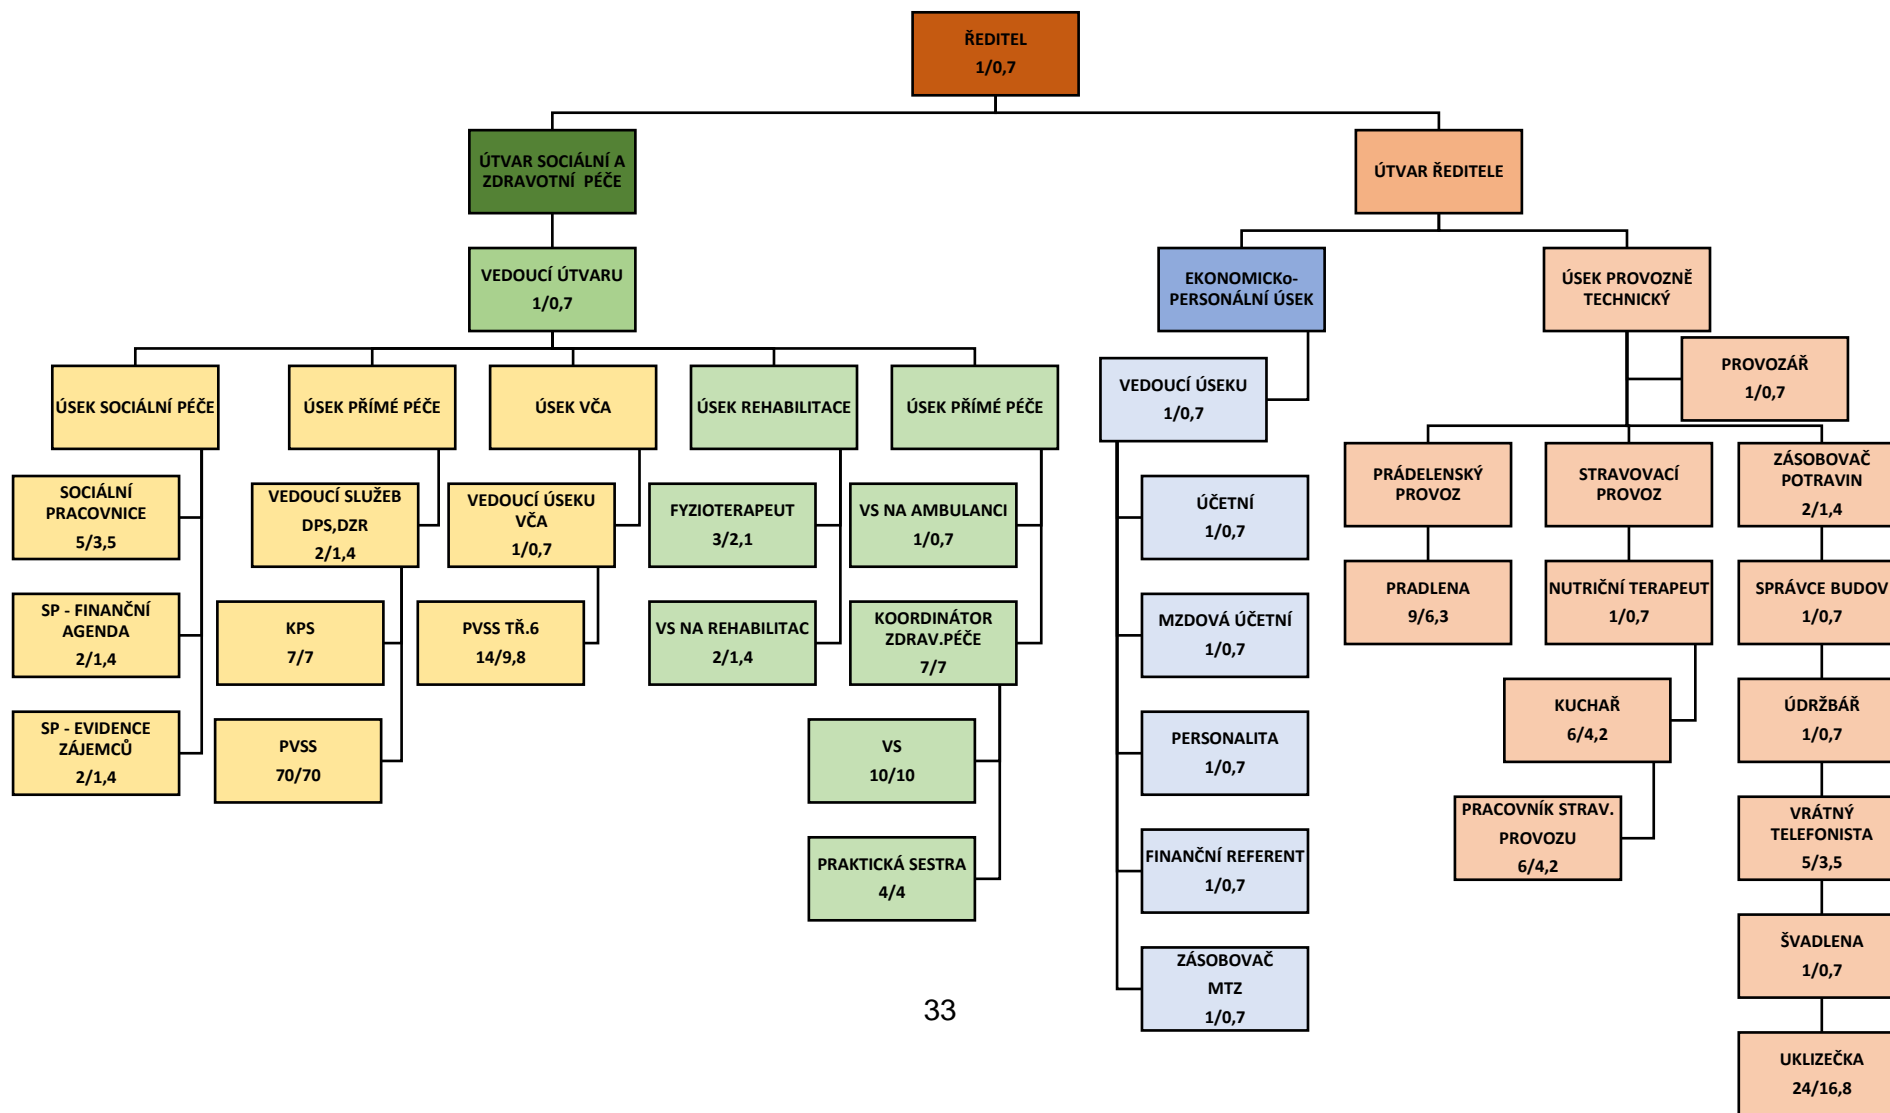 ŘEDITEL
1/0,7
ÚTVAR SOCIÁLNÍ A
ZDRAVOTNÍ PÉČE
ÚTVAR ŘEDITELE
VEDOUCÍ ÚTVARU
1/0,7
EKONOMICKo-
PERSONÁLNÍ ÚSEK
ÚSEK PROVOZNĚ
TECHNICKÝ
PROVOZÁŘ
1/0,7
VEDOUCÍ ÚSEKU
1/0,7
ÚSEK SOCIÁLNÍ PÉČE
ÚSEK PŘÍMÉ PÉČE
ÚSEK VČA
ÚSEK REHABILITACE
ÚSEK PŘÍMÉ PÉČE
SOCIÁLNÍ
PRACOVNICE
5/3,5
SP - FINANČNÍ
AGENDA
2/1,4
SP - EVIDENCE
ZÁJEMCŮ
2/1,4
VEDOUCÍ SLUŽEB
DPS,DZR
2/1,4
KPS
7/7
PVSS
70/70
VEDOUCÍ ÚSEKU
VČA
1/0,7
PVSS TŘ.6
14/9,8
FYZIOTERAPEUT
3/2,1
VS NA REHABILITAC
2/1,4
VS NA AMBULANCI
1/0,7
KOORDINÁTOR
ZDRAV.PÉČE
7/7
VS
10/10
PRAKTICKÁ SESTRA
4/4
ÚČETNÍ
1/0,7
MZDOVÁ ÚČETNÍ
1/0,7
PERSONALITA
1/0,7
FINANČNÍ REFERENT
1/0,7
ZÁSOBOVAČ
MTZ
1/0,7
PRÁDELENSKÝ
PROVOZ
PRADLENA
9/6,3
STRAVOVACÍ
PROVOZ
NUTRIČNÍ TERAPEUT
1/0,7
KUCHAŘ
6/4,2
PRACOVNÍK STRAV.
PROVOZU
6/4,2
ZÁSOBOVAČ
POTRAVIN
2/1,4
SPRÁVCE BUDOV
1/0,7
ÚDRŽBÁŘ
1/0,7
VRÁTNÝ
TELEFONISTA
5/3,5
ŠVADLENA
1/0,7
UKLIZEČKA
24/16,8
33